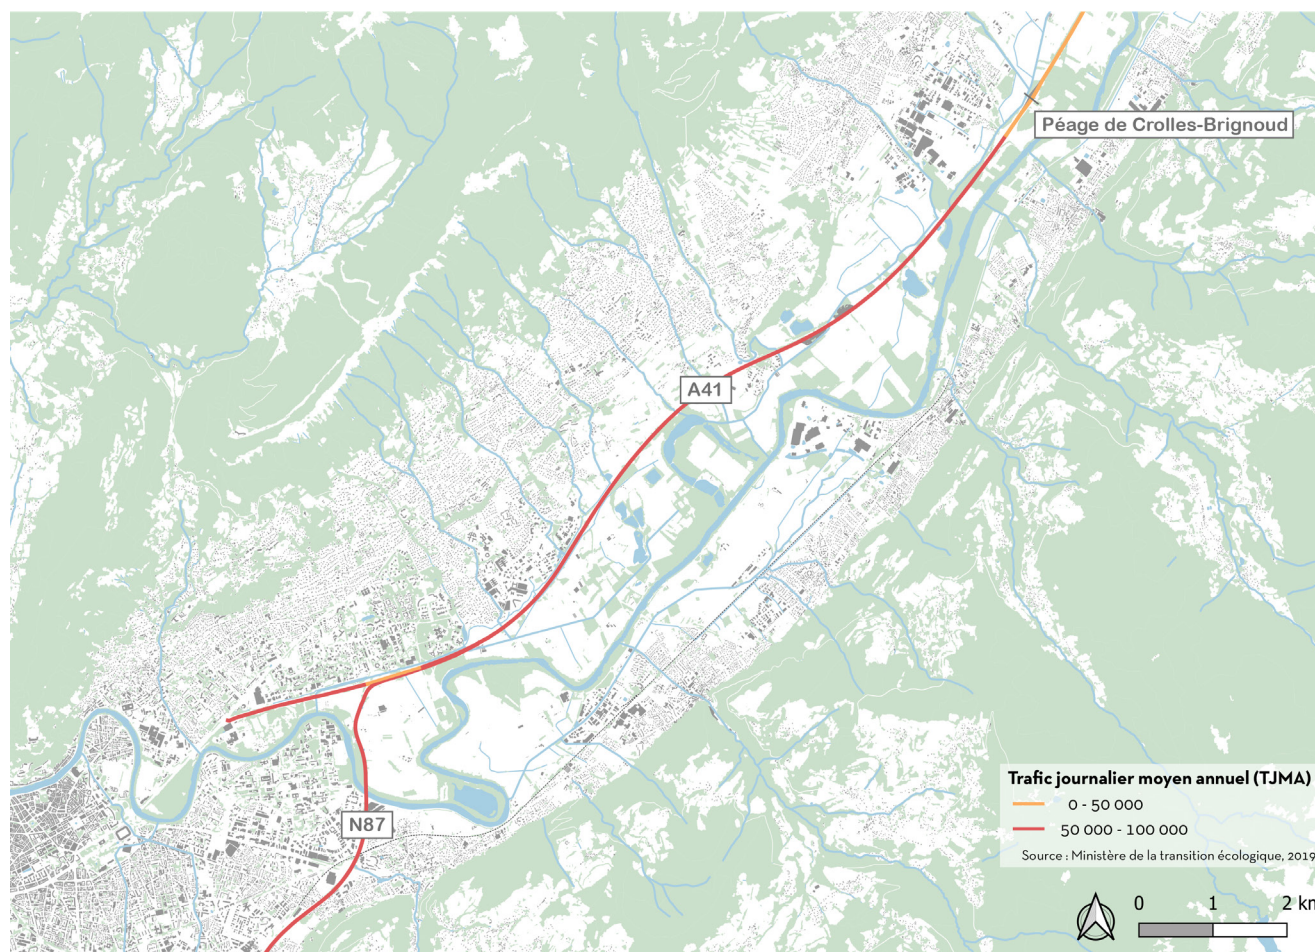 Péage de Crolles-Brignoud
A41
N87
Trafic journalier moyen annuel (TJMA)
0 - 50 000
50 000 - 100 000
Source : Ministère de la transition écologique, 2019
0 1 2 km